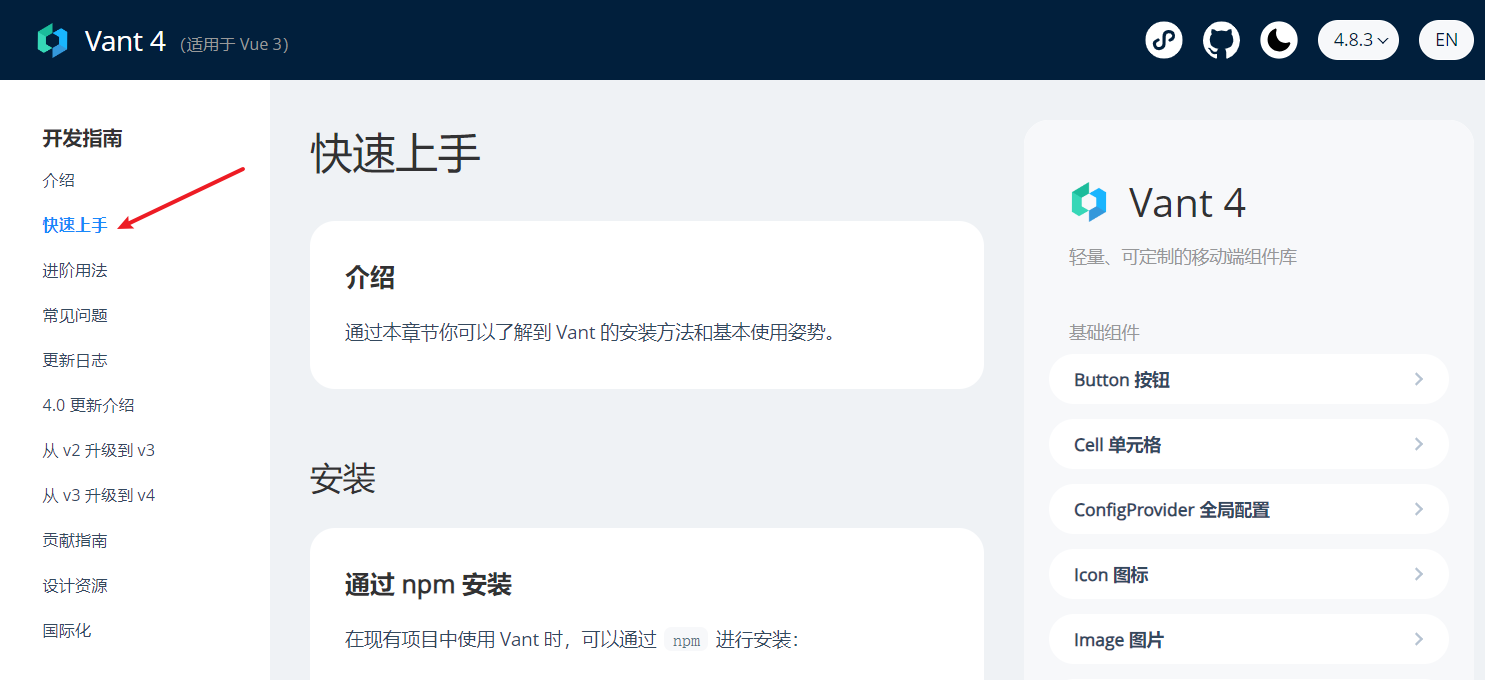 Vant 4 (适用于 Vue 3)
4.8.3
EN
开发指南
介绍
快速上手
进阶用法
常见问题
更新日志
4.0 更新介绍
从 v2 升级到 v3
从 v3 升级到 v4
贡献指南
设计资源
国际化
快速上手
介绍
通过本章节你可以了解到 Vant 的安装方法和基本使用姿势。
安装
通过 npm 安装
在现有项目中使用 Vant 时，可以通过 npm 进行安装：
Vant 4
轻量、可定制的移动端组件库
基础组件
Button 按钮
Cell 单元格
ConfigProvider 全局配置
Icon 图标
Image 图片